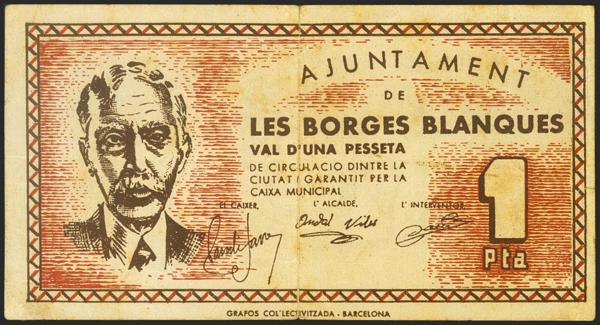 AJUNTAMENT
DE
LES BORGES BLANQUES
VAL D'UNA PESSETA
DE CIRCULACIO DINTRE LA
CIUTAT I GARANTIT PER LA
CAIXA MUNICIPAL
EL CAIXER, L' ALCALDE, L' INTERVENTOR,
1
Pta
GRAFOS COL·LECTIVITZADA - BARCELONA